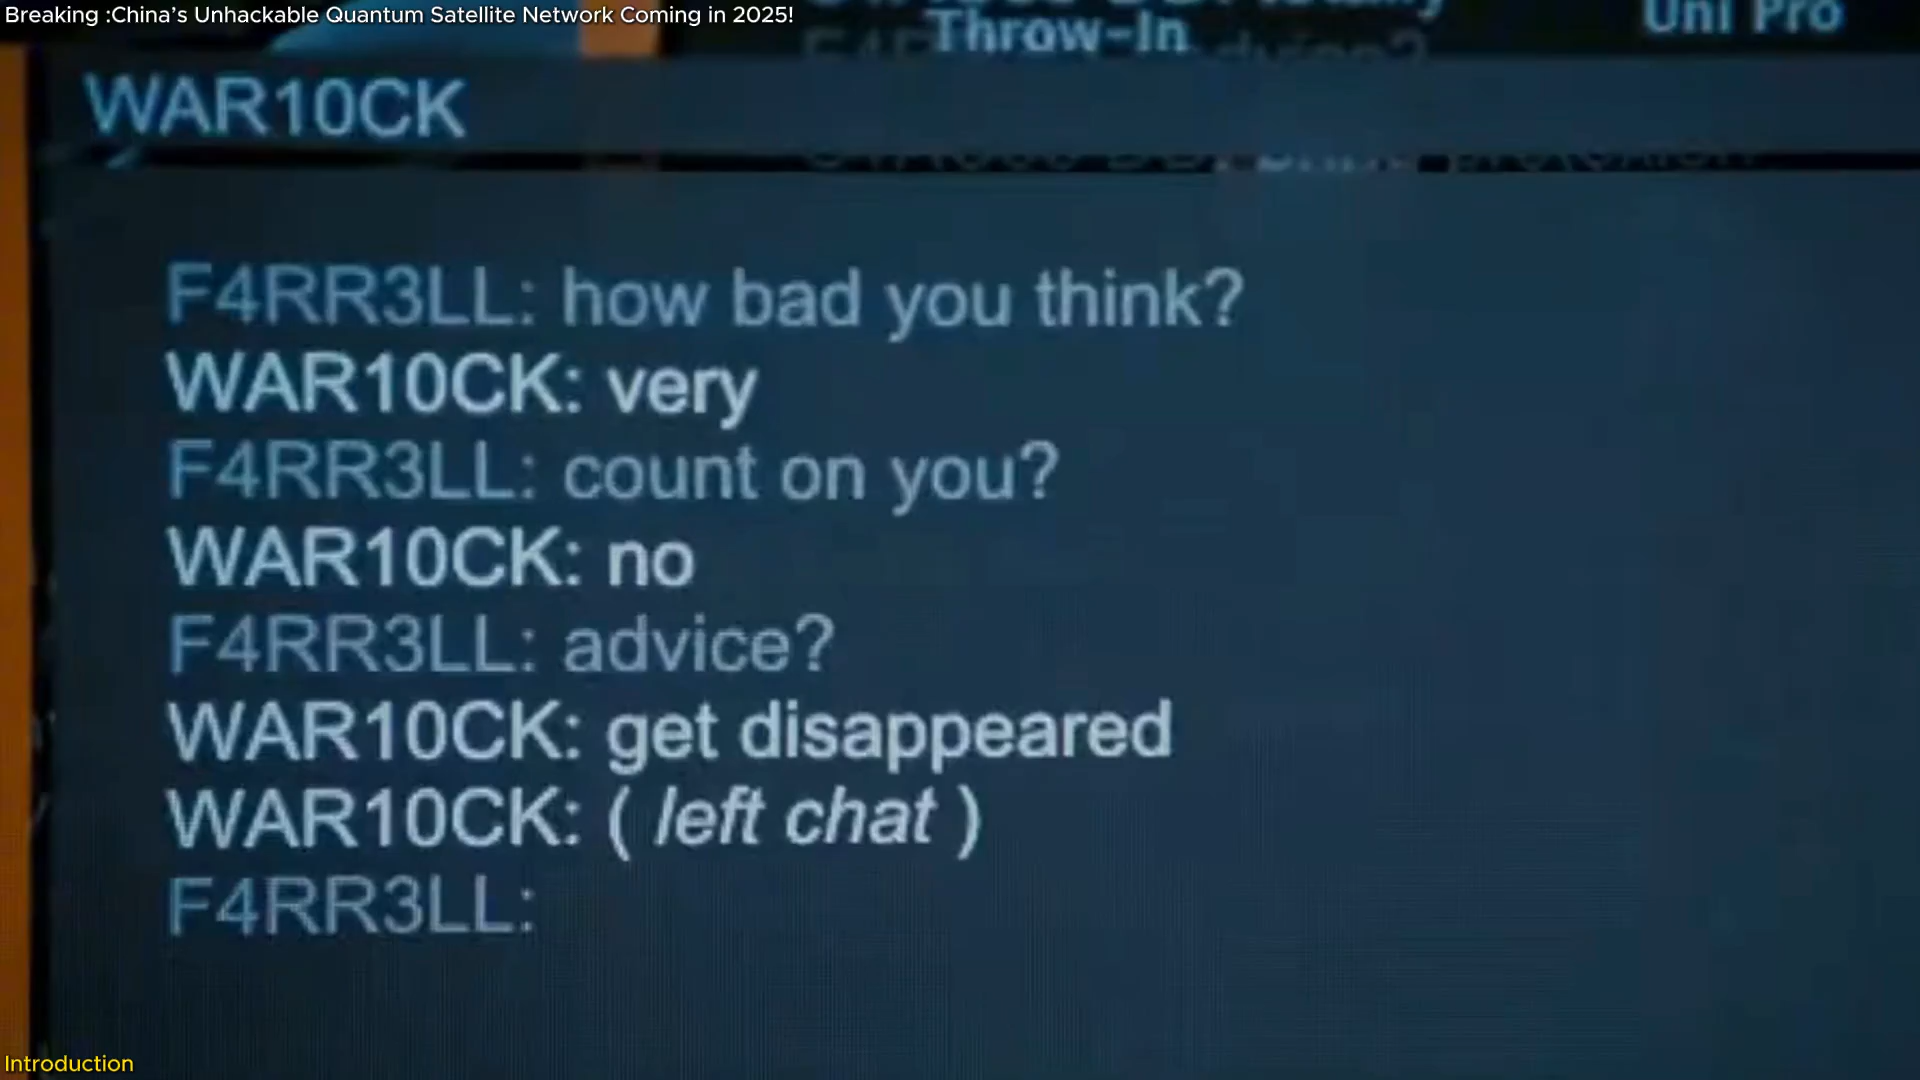 Breaking :China's Unhackable Quantum Satellite Network Coming in 2025!
Throw-In
Uni Pro
WAR10CK
F4RR3LL: how bad you think?
WAR10CK: very
F4RR3LL: count on you?
WAR10CK: no
F4RR3LL: advice?
WAR10CK: get disappeared
WAR10CK: ( left chat )
F4RR3LL:
Introduction